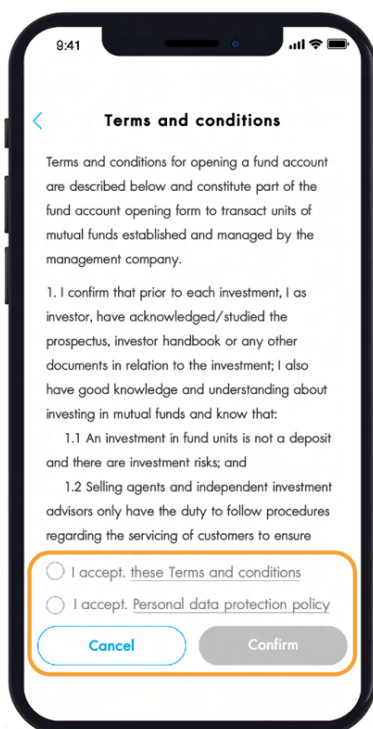 9:41
Terms and conditions
Terms and conditions for opening a fund account
are described below and constitute part of the
fund account opening form to transact units of
mutual funds established and managed by the
management company.
1. I confirm that prior to each investment, I as
investor, have acknowledged/studied the
prospectus, investor handbook or any other
documents in relation to the investment; I also
have good knowledge and understanding about
investing in mutual funds and know that:
1.1 An investment in fund units is not a deposit
and there are investment risks; and
1.2 Selling agents and independent investment
advisors only have the duty to follow procedures
regarding the servicing of customers to ensure
I accept. these Terms and conditions
I accept. Personal data protection policy
Cancel Confirm